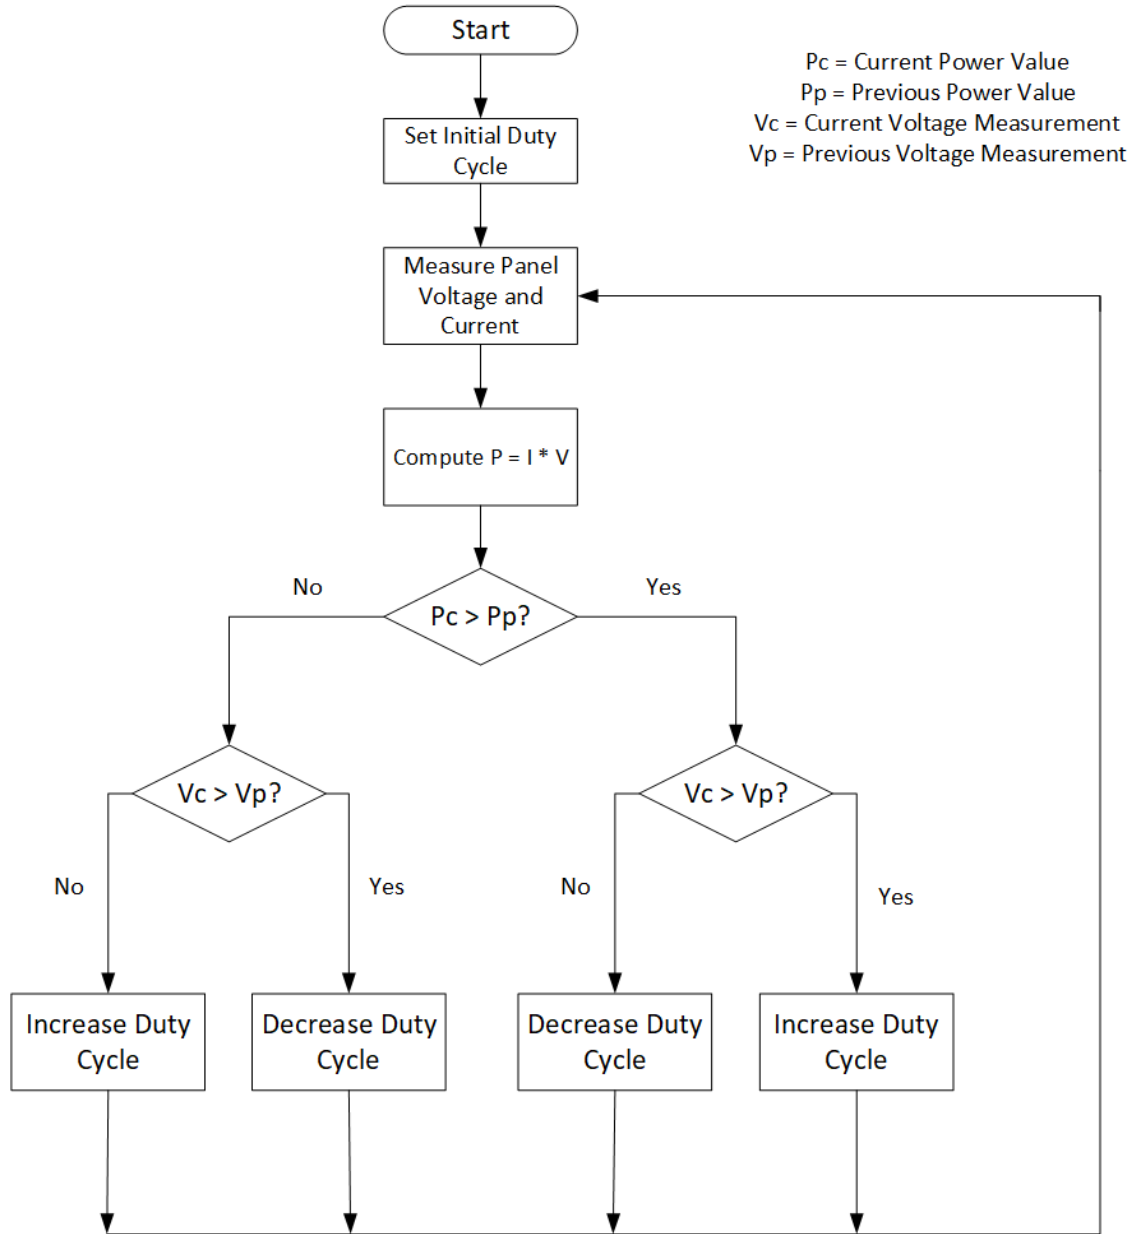 Start
Pc = Current Power Value
Pp = Previous Power Value
Vc = Current Voltage Measurement
Vp = Previous Voltage Measurement
Set Initial Duty
Cycle
Measure Panel
Voltage and
Current
Compute P = I * V
No
Yes
Pc > Pp?
Vc > Vp?
Vc > Vp?
No
Yes
No
Yes
Increase Duty
Cycle
Decrease Duty
Cycle
Decrease Duty
Cycle
Increase Duty
Cycle